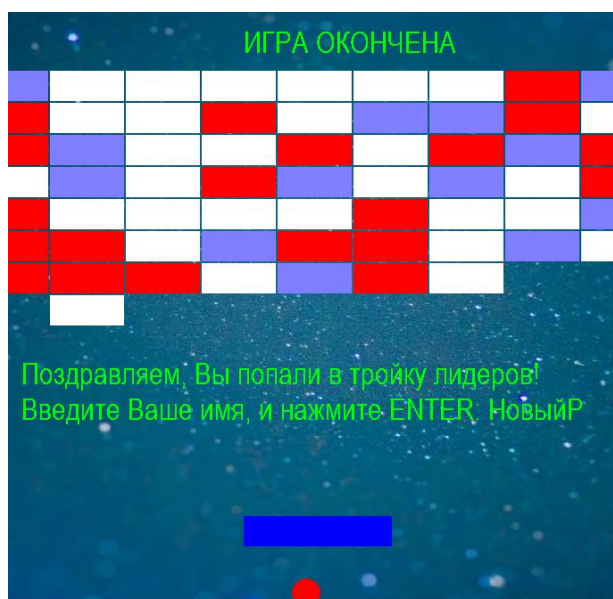 ИГРА ОКОНЧЕНА
Поздравляем, Вы попали в тройку лидеров!
Введите Ваше имя, и нажмите ENTER: НовыйР